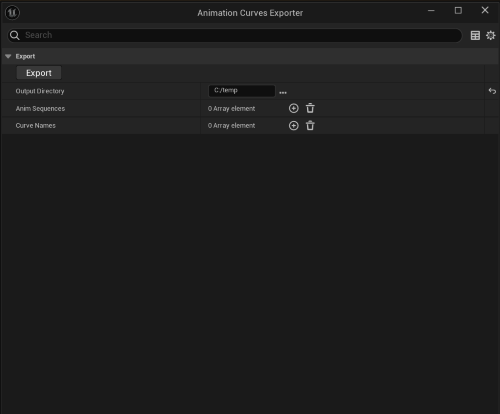 Animation Curves Exporter
Search
Export
Export
Output Directory C:/temp ...
Anim Sequences 0 Array element
Curve Names 0 Array element